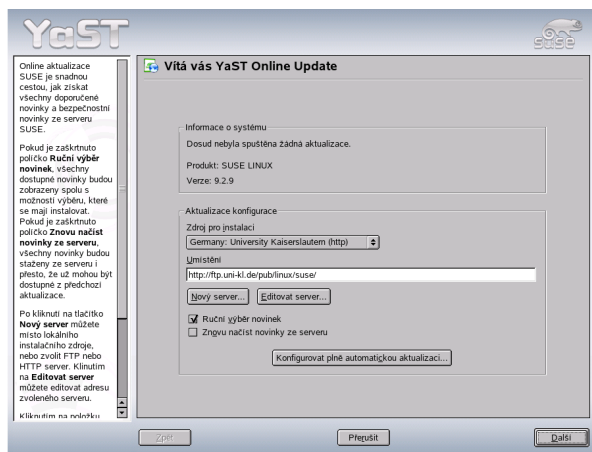 YaST
SUSE
Online aktualizace
SUSE je snadnou
cestou, jak získat
všechny doporučené
novinky a bezpečnostní
novinky ze serveru
SUSE.
Pokud je zaškrtnuto
políčko Ruční výběr
novinek, všechny
dostupné novinky budou
zobrazeny spolu s
možností výběru, které
se mají instalovat.
Pokud je zaškrtnuto
políčko Znovu načíst
novinky ze serveru,
všechny novinky budou
staženy ze serveru i
přesto, že už mohou být
dostupné z předchozí
aktualizace.
Po kliknutí na tlačítko
Nový server můžete
místo lokálního
instalačního zdroje,
nebo zvolit FTP nebo
HTTP server. Klinutím
na Editovat server
můžete editovat adresu
zvoleného serveru.
Kliknutím na položku
Vítá vás YaST Online Update
Informace o systému
Dosud nebyla spuštěna žádná aktualizace.
Produkt: SUSE LINUX
Verze: 9.2.9
Aktualizace konfigurace
Zdroj pro instalaci
Germany: University Kaiserslautern (http)
Umístění
http://ftp.uni-kl.de/pub/linux/suse/
Nový server... Editovat server...
Ruční výběr novinek
Znovu načíst novinky ze serveru
Konfigurovat plně automatickou aktualizaci...
Zpět Přerušit Další